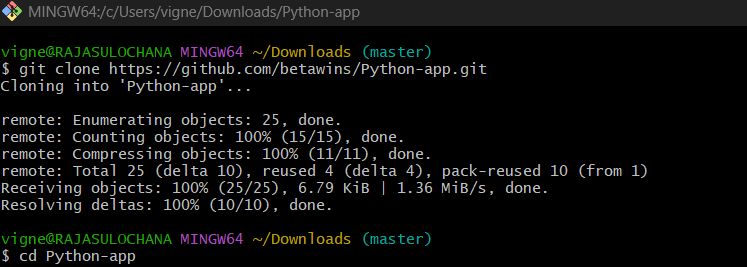 MINGW64:/c/Users/vigne/Downloads/Python-app
vigne@RAJASULOCHANA MINGW64 ~/Downloads (master)
$ git clone https://github.com/betawins/Python-app.git
Cloning into 'Python-app'...
remote: Enumerating objects: 25, done.
remote: Counting objects: 100% (15/15), done.
remote: Compressing objects: 100% (11/11), done.
remote: Total 25 (delta 10), reused 4 (delta 4), pack-reused 10 (from 1)
Receiving objects: 100% (25/25), 6.79 KiB | 1.36 MiB/s, done.
Resolving deltas: 100% (10/10), done.
vigne@RAJASULOCHANA MINGW64 ~/Downloads (master)
$ cd Python-app